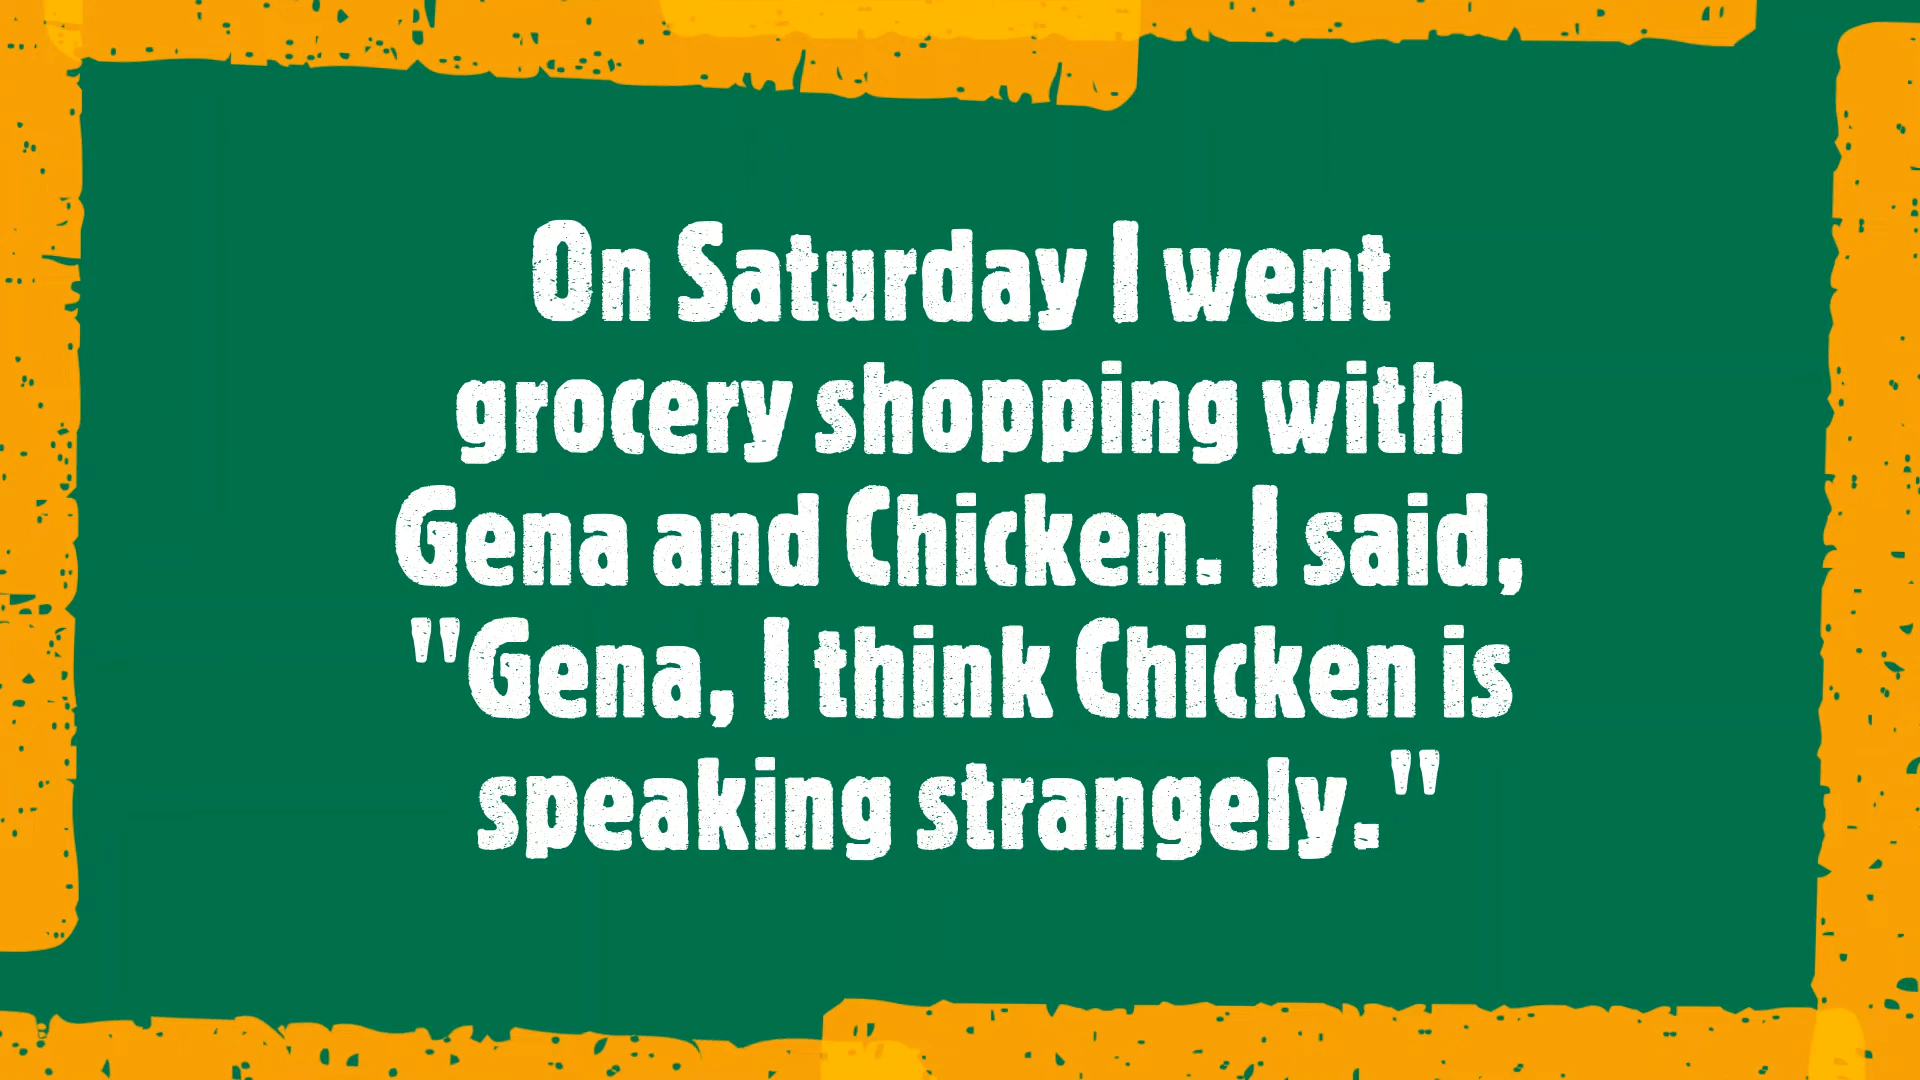 On Saturday I went
grocery shopping with
Gena and Chicken. I said,
"Gena, I think Chicken is
speaking strangely."